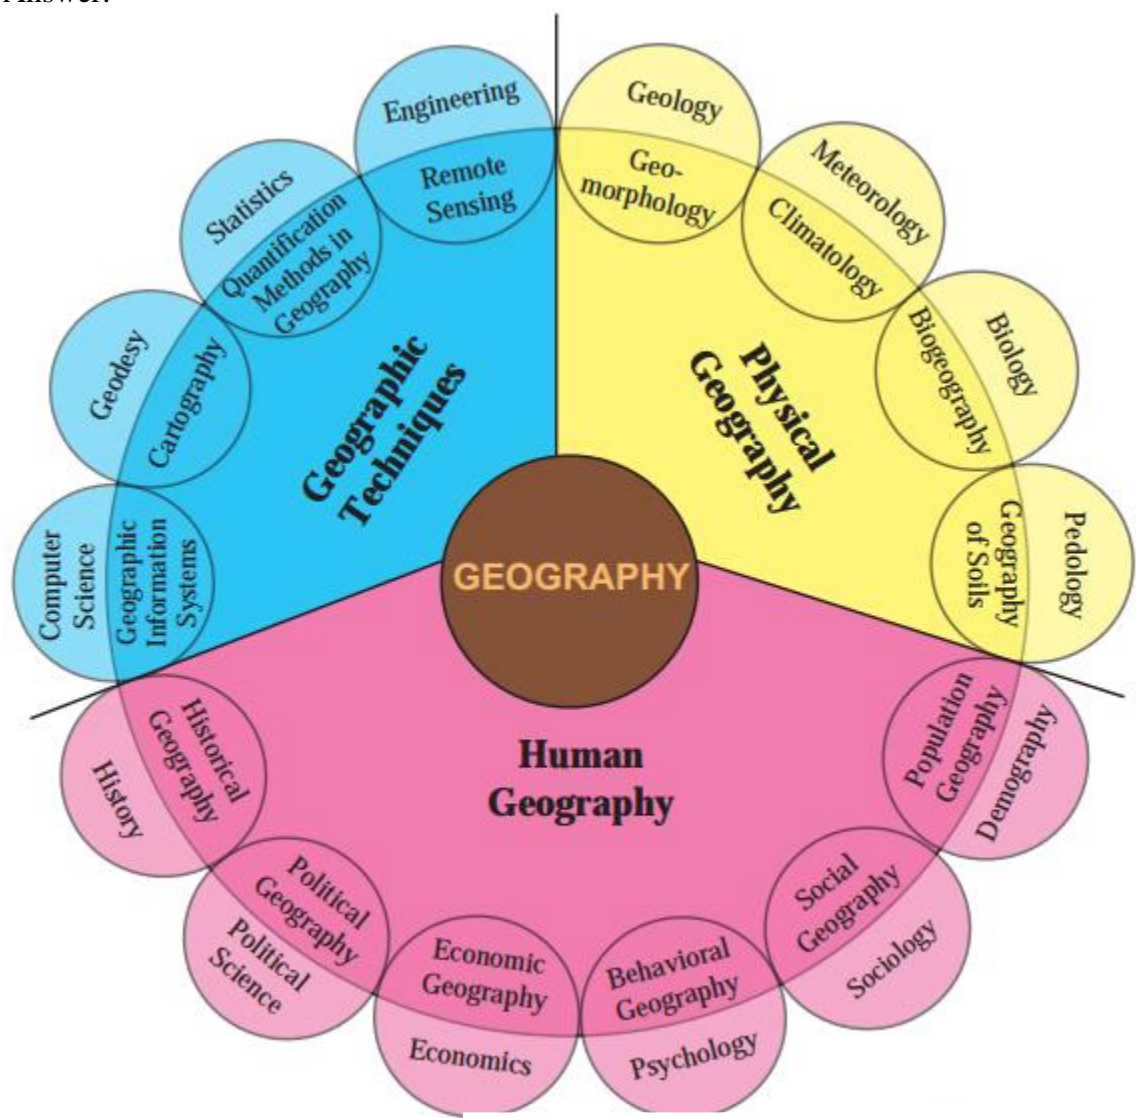 Answer:
Engineering
Remote
Sensing
Statistics
Quantification
Methods in
Geography
Geodesy
Cartography
Computer
Science
Geographic
Information
Systems
Geographic
Techniques
Geology
Geo-
morphology
Meteorology
Climatology
Biology
Biogeography
Pedology
Geography
of Soils
Physical
Geography
GEOGRAPHY
Human
Geography
Historical
Geography
History
Political
Geography
Political
Science
Economic
Geography
Economics
Behavioral
Geography
Psychology
Social
Geography
Sociology
Population
Geography
Demography